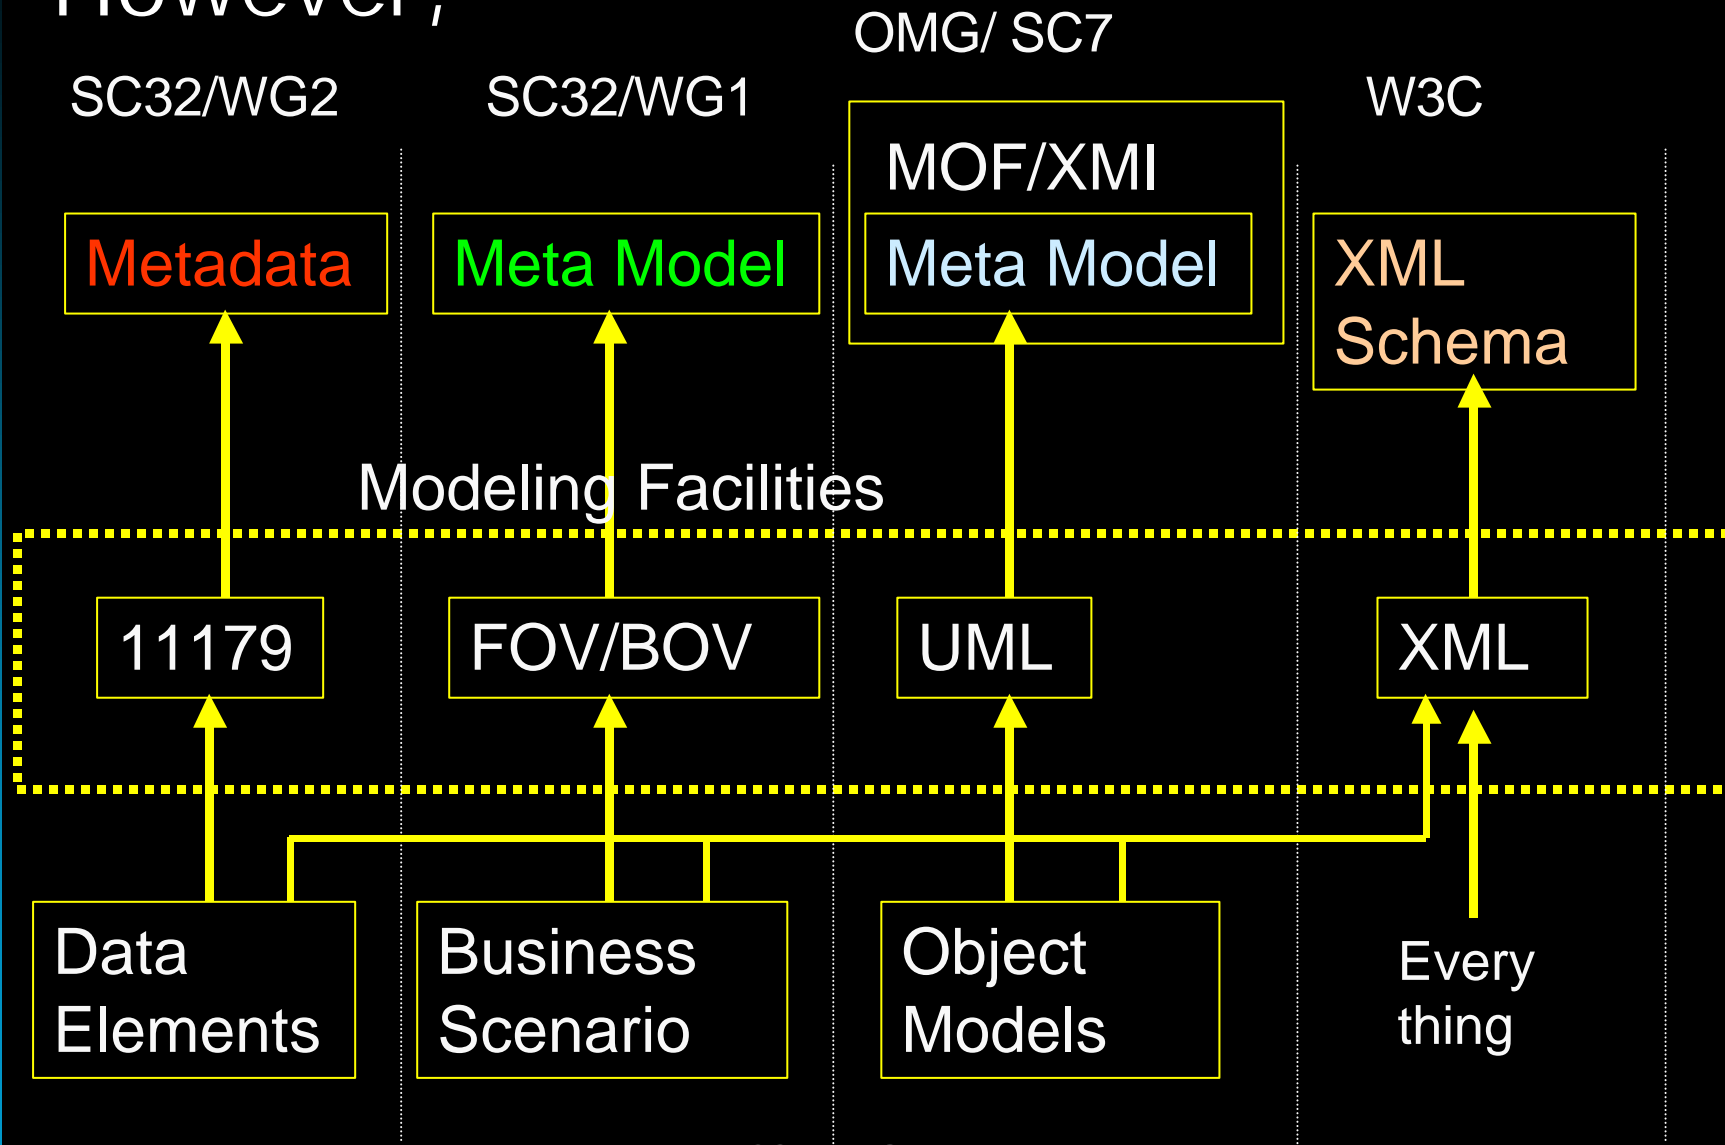 However,
OMG/ SC7
SC32/WG2
SC32/WG1
W3C
MOF/XMI
Metadata
Meta Model
Meta Model
XML
Schema
Modeling Facilities
11179
FOV/BOV
UML
XML
Data
Elements
Business
Scenario
Object
Models
Every
thing